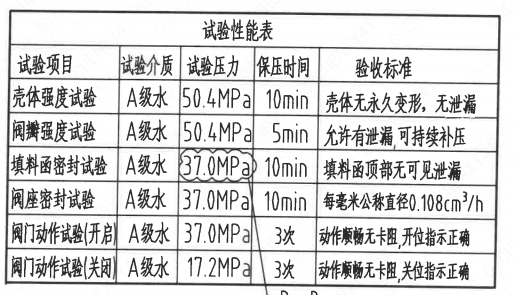 试验性能表
试验项目 试验介质 试验压力 保压时间 验收标准
壳体强度试验 A级水 50.4MPa 10min 壳体无永久变形，无泄漏
阀瓣强度试验 A级水 50.4MPa 5min 允许有泄漏,可持续补压
填料函密封试验 A级水 37.0MPa 10min 填料函顶部无可见泄漏
阀座密封试验 A级水 37.0MPa 10min 每毫米公称直径0.108cm³/h
阀门动作试验(开启) A级水 37.0MPa 3次 动作顺畅无卡阻,开位指示正确
阀门动作试验(关闭) A级水 17.2MPa 3次 动作顺畅无卡阻,关位指示正确